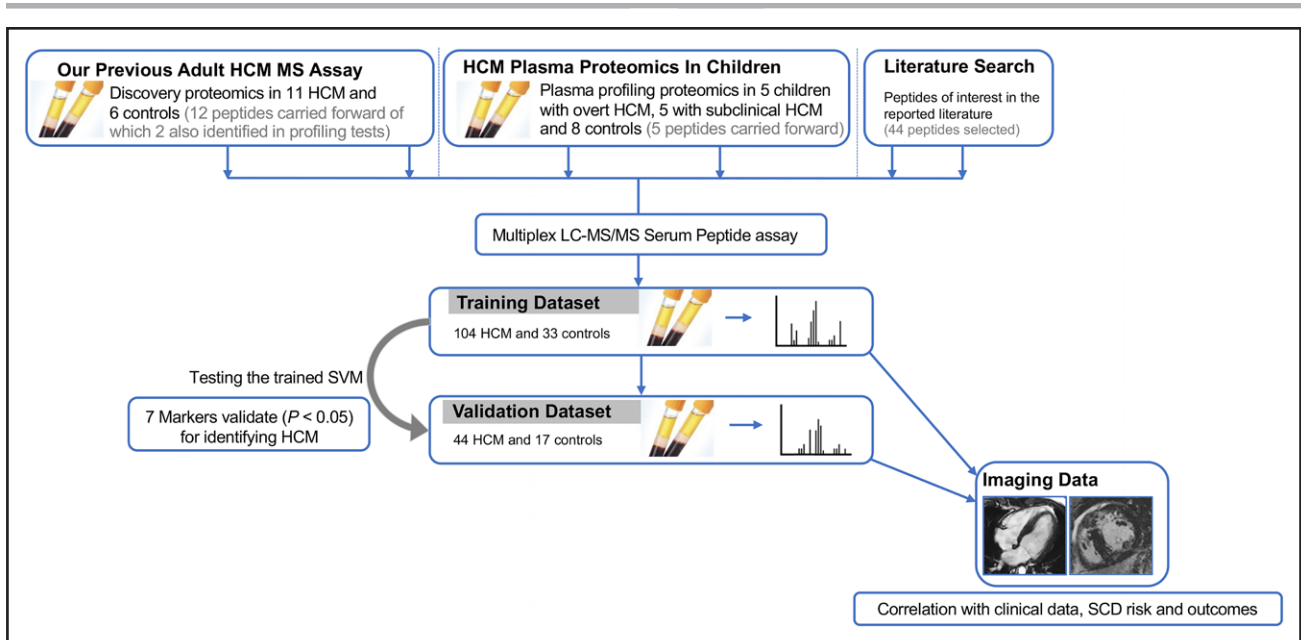 Our Previous Adult HCM MS Assay
Discovery proteomics in 11 HCM and
6 controls (12 peptides carried forward of
which 2 also identified in profiling tests)
HCM Plasma Proteomics In Children
Plasma profiling proteomics in 5 children
with overt HCM, 5 with subclinical HCM
and 8 controls (5 peptides carried forward)
Literature Search
Peptides of interest in the
reported literature
(44 peptides selected)
Multiplex LC-MS/MS Serum Peptide assay
Training Dataset
104 HCM and 33 controls
Testing the trained SVM
7 Markers validate (P < 0.05)
for identifying HCM
Validation Dataset
44 HCM and 17 controls
Imaging Data
Correlation with clinical data, SCD risk and outcomes